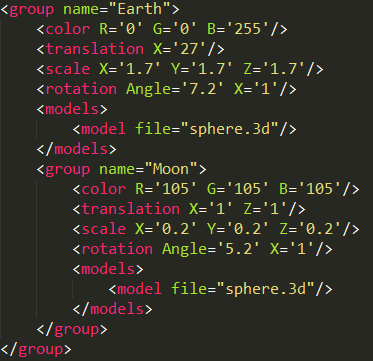 <group name="Earth">
    <color R='0' G='0' B='255'/>
    <translation X='27'/>
    <scale X='1.7' Y='1.7' Z='1.7'/>
    <rotation Angle='7.2' X='1'/>
    <models>
        <model file="sphere.3d"/>
    </models>
    <group name="Moon">
        <color R='105' G='105' B='105'/>
        <translation X='1' Z='1'/>
        <scale X='0.2' Y='0.2' Z='0.2'/>
        <rotation Angle='5.2' X='1'/>
        <models>
            <model file="sphere.3d"/>
        </models>
    </group>
</group>